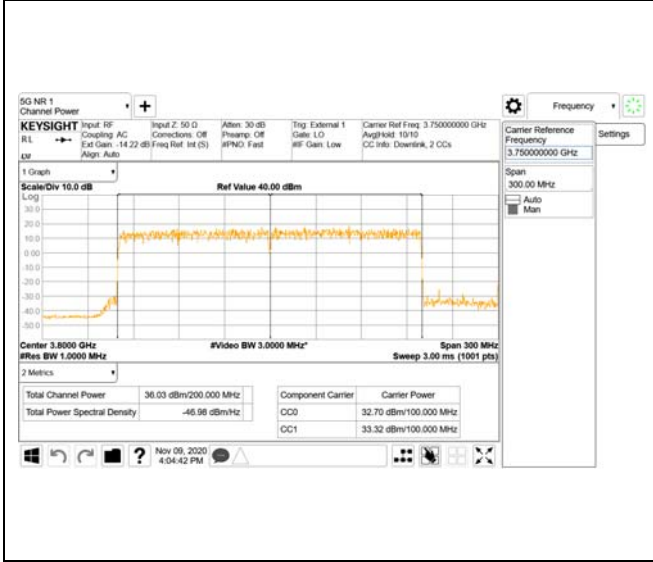 5G NR 1
Channel Power
Frequency
KEYSIGHT
Input: RF
Input Z: 50 Ω
Atten: 30 dB
Trig: External 1
Carrier Ref Freq: 3.750000000 GHz
R L
Coupling: AC
Corrections: Off
Preamp: Off
Gate: LO
Avg|Hold: 10/10
Ext Gain: -14.22 dB
Freq Ref: Int (S)
#PNO: Fast
#IF Gain: Low
CC Info: Downlink, 2 CCs
Align: Auto
Carrier Reference
Frequency
3.750000000 GHz
Settings
Span
300.00 MHz
Auto
Man
1 Graph
Scale/Div 10.0 dB
Ref Value 40.00 dBm
Log
30.0
20.0
10.0
0.00
-10.0
-20.0
-30.0
-40.0
-50.0
Center 3.8000 GHz
#Video BW 3.0000 MHz*
Span 300 MHz
#Res BW 1.0000 MHz
Sweep 3.00 ms (1001 pts)
2 Metrics
Total Channel Power
36.03 dBm/200.000 MHz
Total Power Spectral Density
-46.98 dBm/Hz
Component Carrier
Carrier Power
CC0
32.70 dBm/100.000 MHz
CC1
33.32 dBm/100.000 MHz
?
Nov 09, 2020
4:04:42 PM